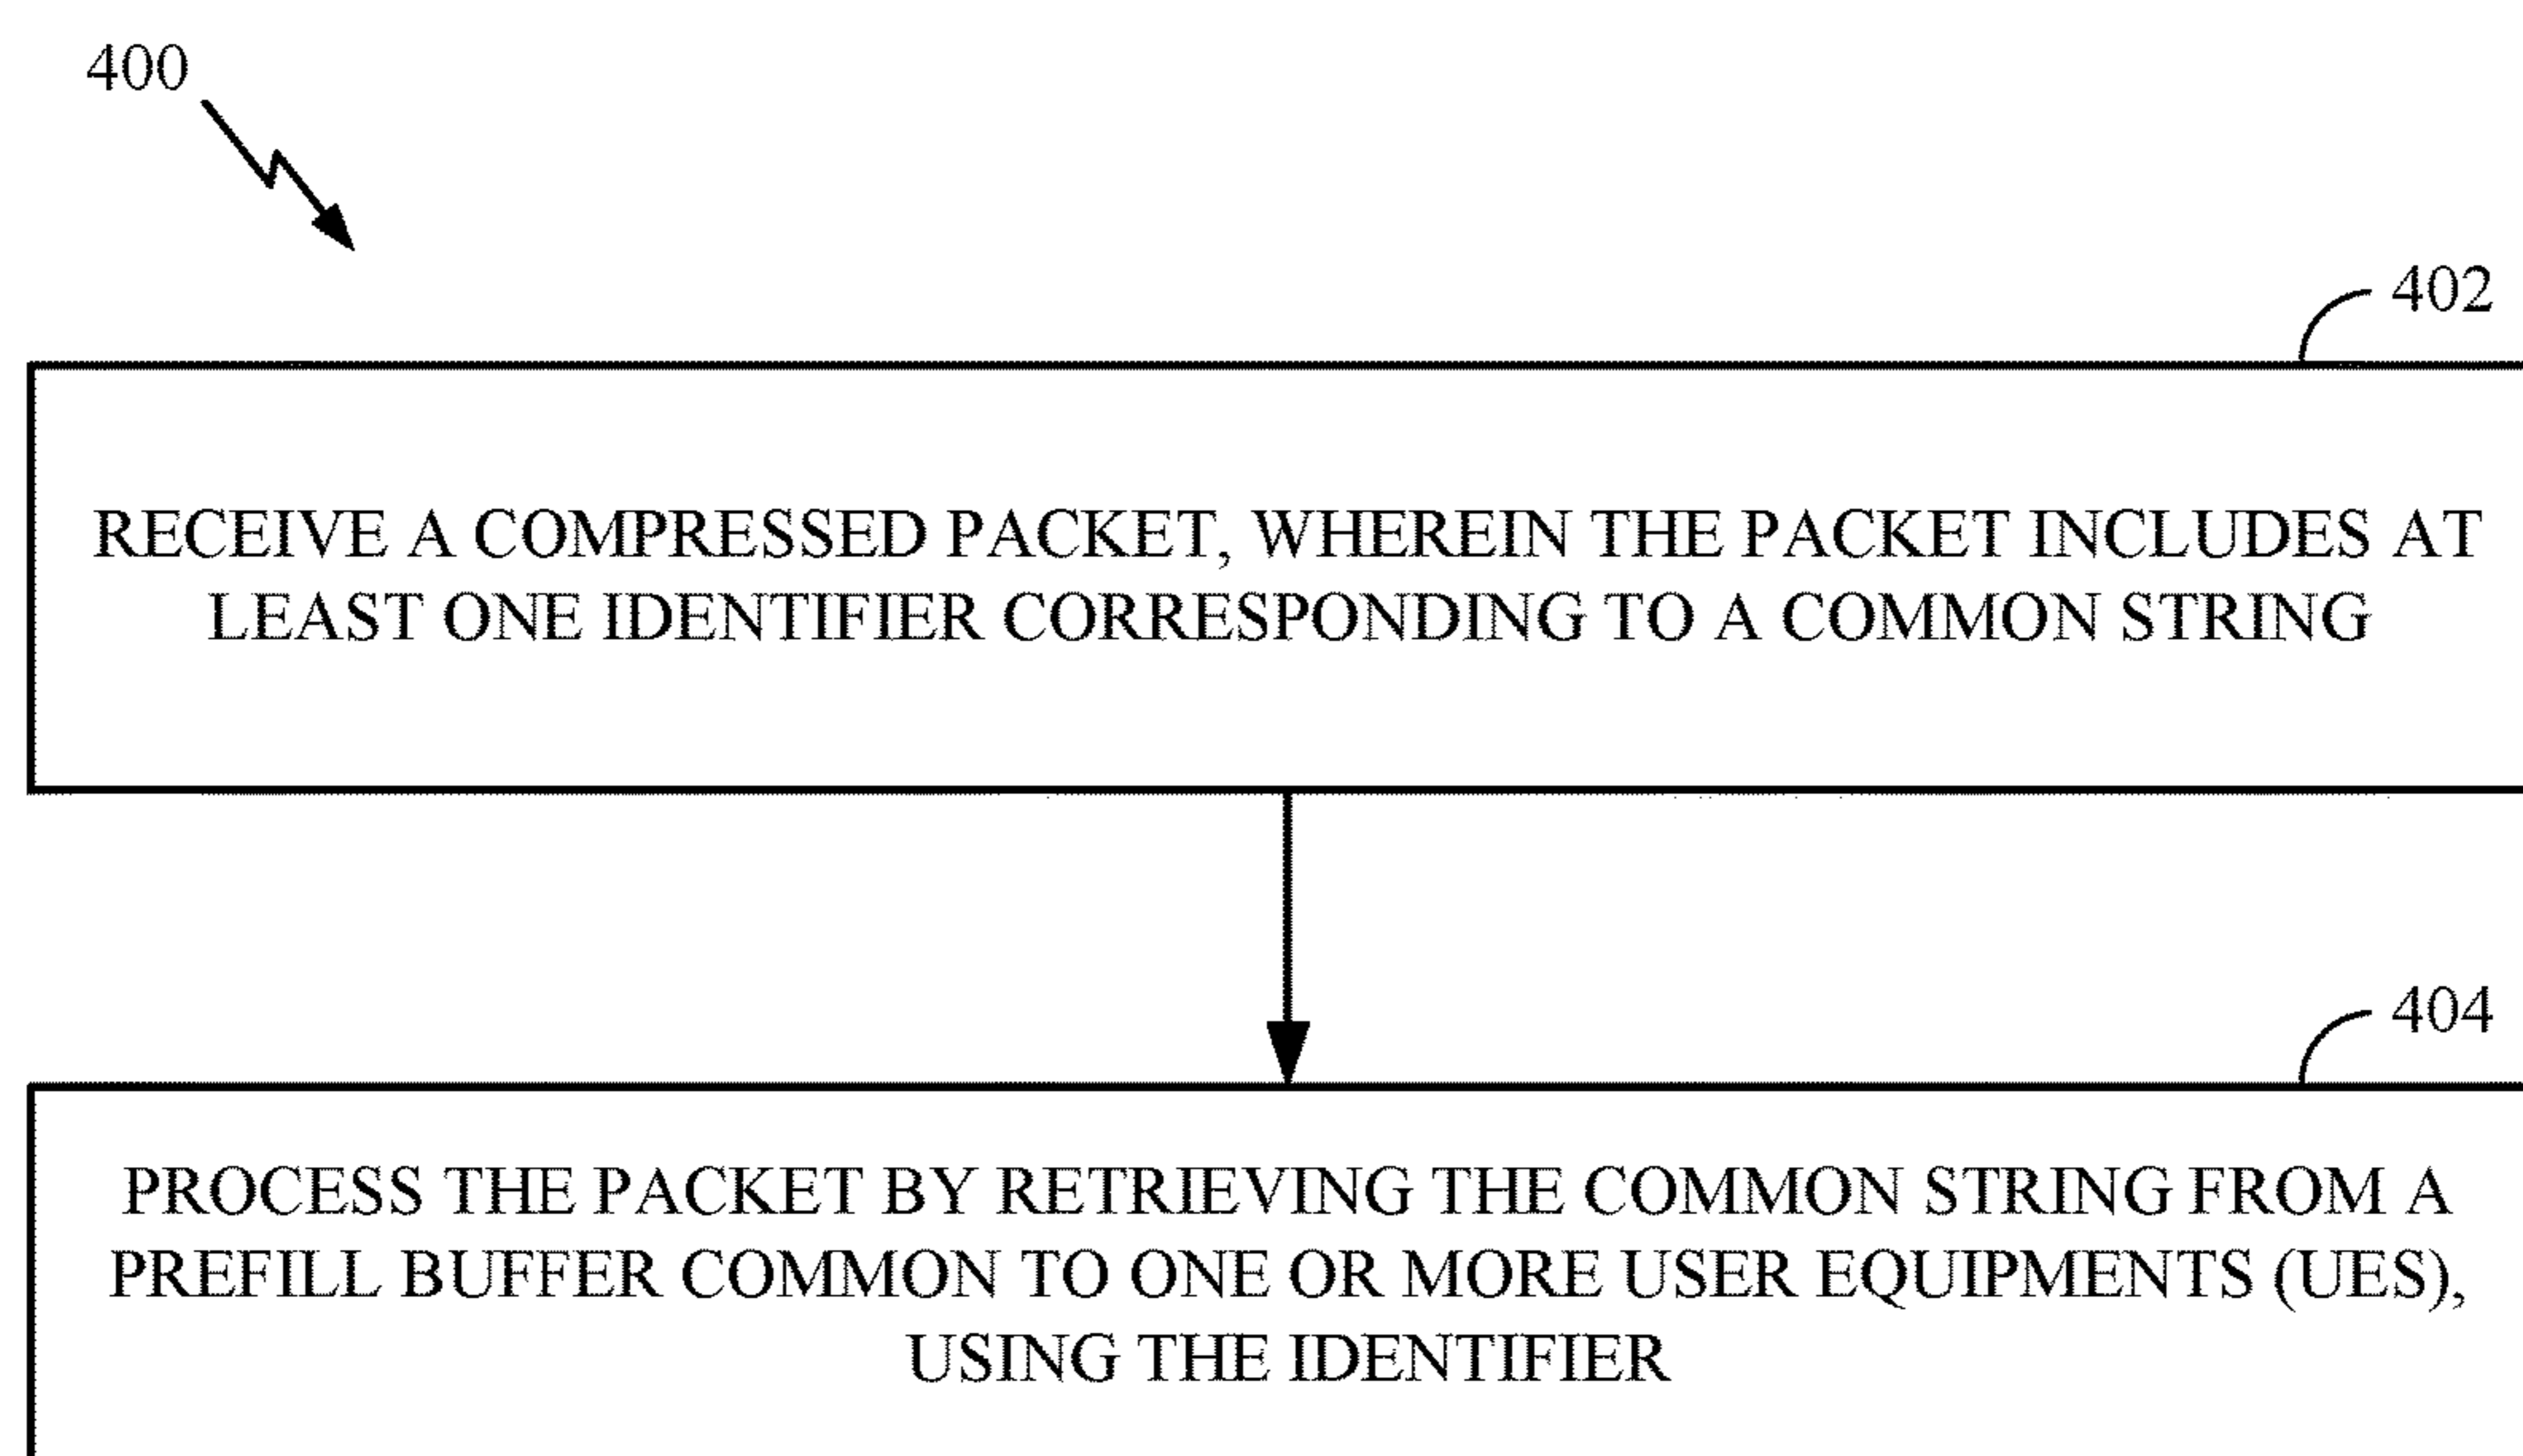 400
402
RECEIVE A COMPRESSED PACKET, WHEREIN THE PACKET INCLUDES AT
LEAST ONE IDENTIFIER CORRESPONDING TO A COMMON STRING
404
PROCESS THE PACKET BY RETRIEVING THE COMMON STRING FROM A
PREFILL BUFFER COMMON TO ONE OR MORE USER EQUIPMENTS (UES),
USING THE IDENTIFIER